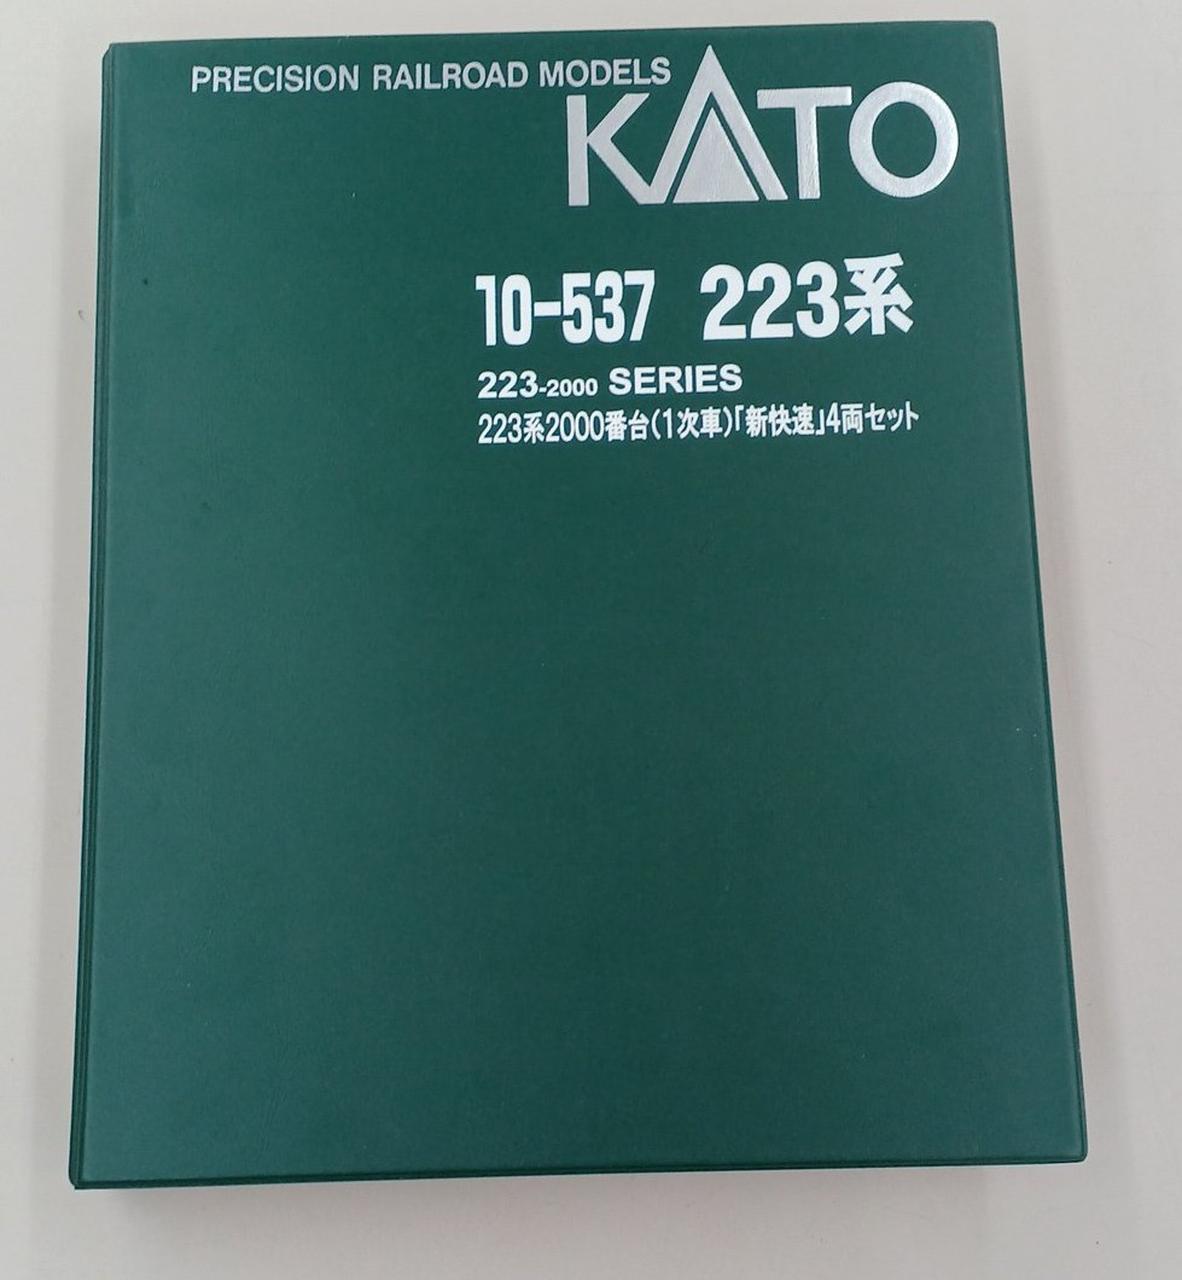 PRECISION RAILROAD MODELS
KATO
10-537 223系
223-2000 SERIES
223系2000番台(1次車)「新快速」4両セット